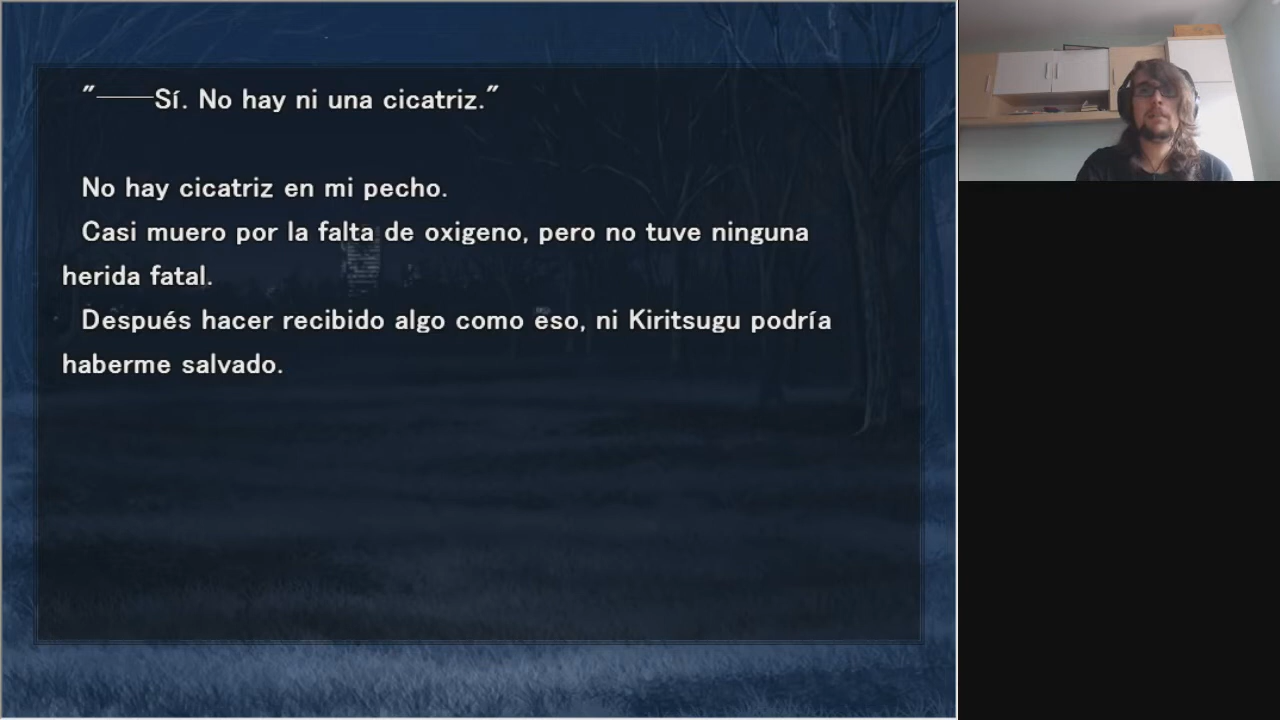 "――Sí. No hay ni una cicatriz."
No hay cicatriz en mi pecho.
Casi muero por la falta de oxigeno, pero no tuve ninguna
herida fatal.
Después hacer recibido algo como eso, ni Kiritsugu podría
haberme salvado.